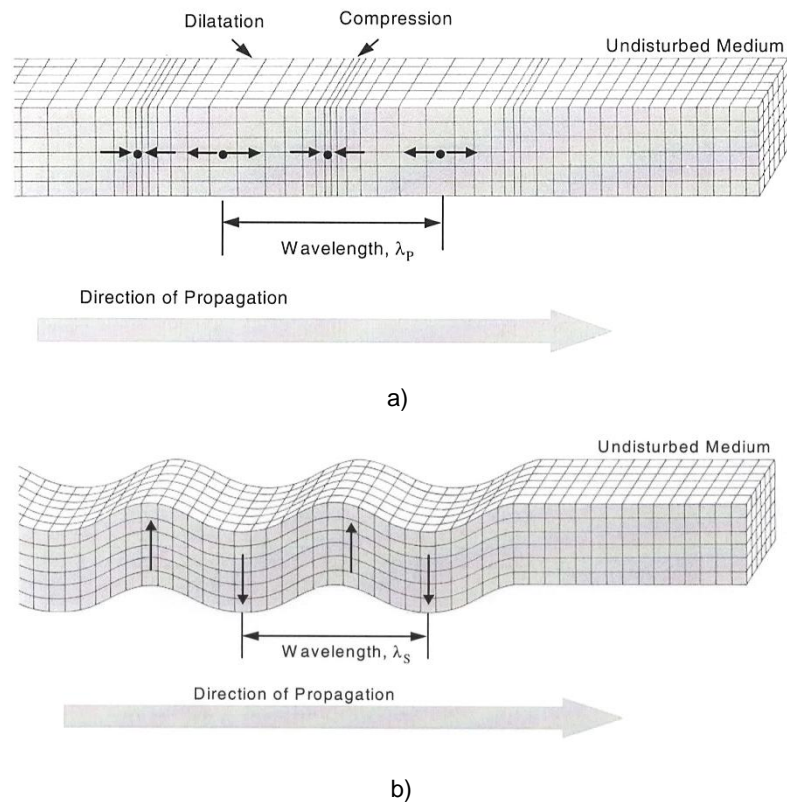 Dilatation Compression
Undisturbed Medium
Wavelength, λP
Direction of Propagation
a)
Undisturbed Medium
Wavelength, λS
Direction of Propagation
b)